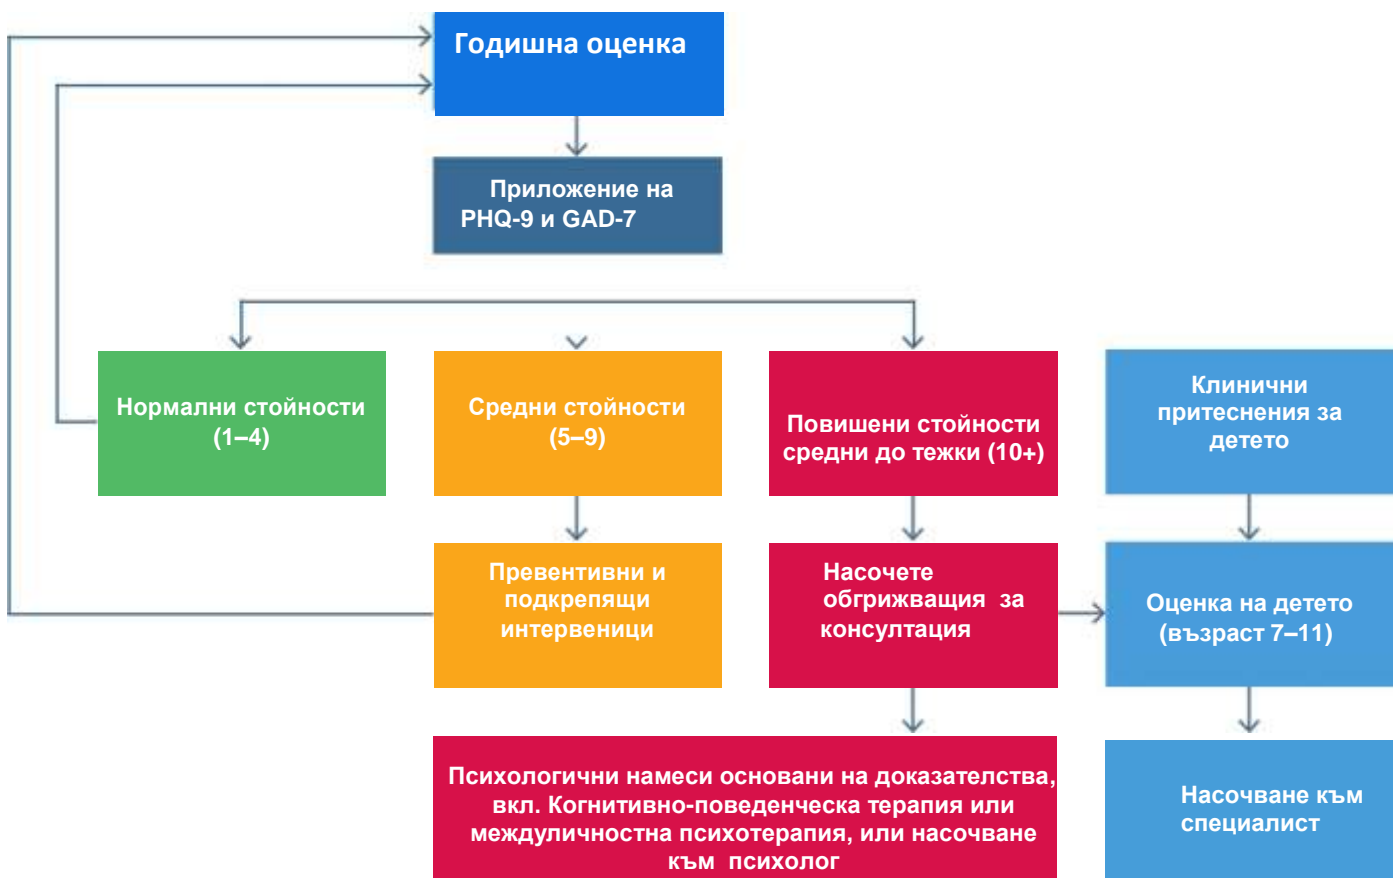 Годишна оценка
Приложение на
PHQ-9 и GAD-7
Нормални стойности
(1–4)
Средни стойности
(5–9)
Повишени стойности
средни до тежки (10+)
Клинични
притеснения за
детето
Превентивни и
подкрепящи
интервеници
Насочете
обгрижващия за
консултация
Оценка на детето
(възраст 7–11)
Психологични намеси основани на доказателства,
вкл. Когнитивно-поведенческа терапия или
междуличностна психотерапия, или насочване
към психолог
Насочване към
специалист